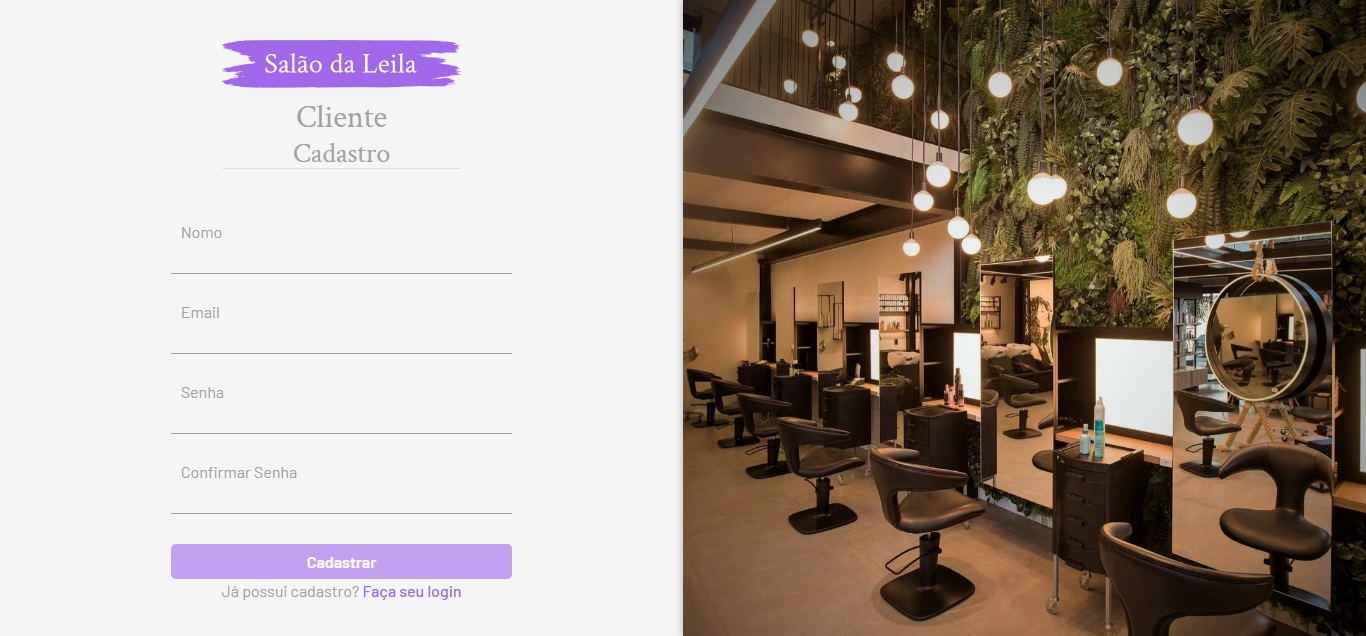 Salão da Leila
Cliente
Cadastro
Nomo
Email
Senha
Confirmar Senha
Cadastrar
Já possui cadastro? Faça seu login